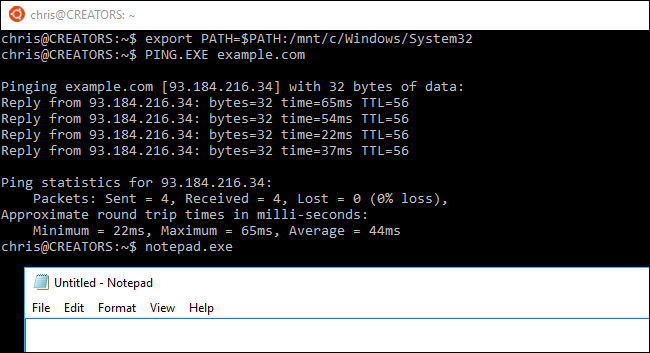 chris@CREATORS: ~
chris@CREATORS:~$ export PATH=$PATH:/mnt/c/Windows/System32
chris@CREATORS:~$ PING.EXE example.com
Pinging example.com [93.184.216.34] with 32 bytes of data:
Reply from 93.184.216.34: bytes=32 time=65ms TTL=56
Reply from 93.184.216.34: bytes=32 time=54ms TTL=56
Reply from 93.184.216.34: bytes=32 time=22ms TTL=56
Reply from 93.184.216.34: bytes=32 time=37ms TTL=56
Ping statistics for 93.184.216.34:
Packets: Sent = 4, Received = 4, Lost = 0 (0% loss),
Approximate round trip times in milli-seconds:
Minimum = 22ms, Maximum = 65ms, Average = 44ms
chris@CREATORS:~$ notepad.exe
Untitled - Notepad
File Edit Format View Help